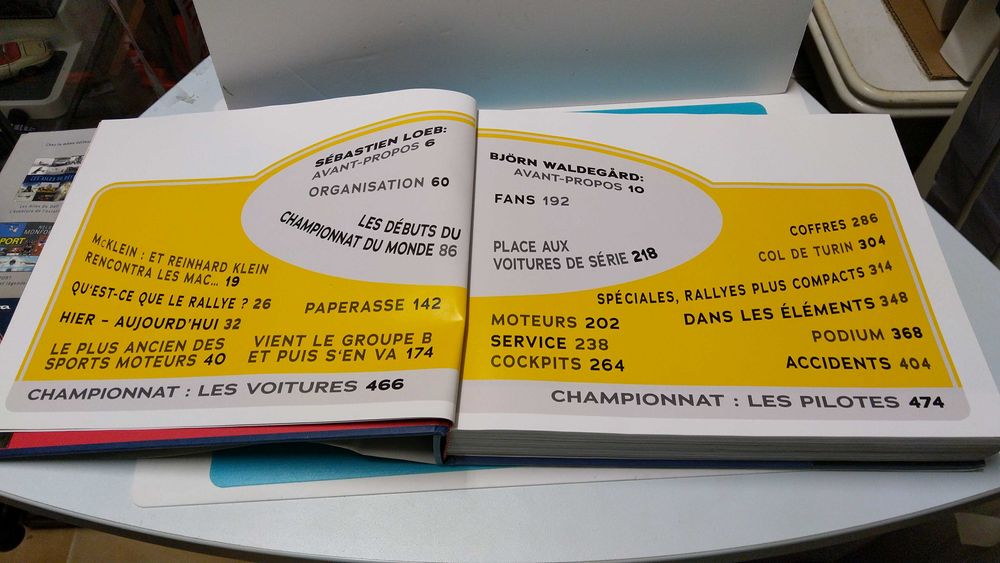 SÉBASTIEN LOEB:
AVANT-PROPOS 6
ORGANISATION 60
LES DÉBUTS DU
CHAMPIONNAT DU MONDE 86
McKLEIN : ET REINHARD KLEIN
RENCONTRA LES MAC... 19
QU'EST-CE QUE LE RALLYE ? 26
HIER - AUJOURD'HUI 32
LE PLUS ANCIEN DES
SPORTS MOTEURS 40
PAPERASSE 142
VIENT LE GROUPE B
ET PUIS S'EN VA 174
CHAMPIONNAT : LES VOITURES 466
BJÖRN WALDEGÅRD:
AVANT-PROPOS 10
FANS 192
PLACE AUX
VOITURES DE SÉRIE 218
MOTEURS 202
SERVICE 238
COCKPITS 264
COFFRES 286
COL DE TURIN 304
SPÉCIALES, RALLYES PLUS COMPACTS 314
DANS LES ÉLÉMENTS 348
PODIUM 368
ACCIDENTS 404
CHAMPIONNAT : LES PILOTES 474